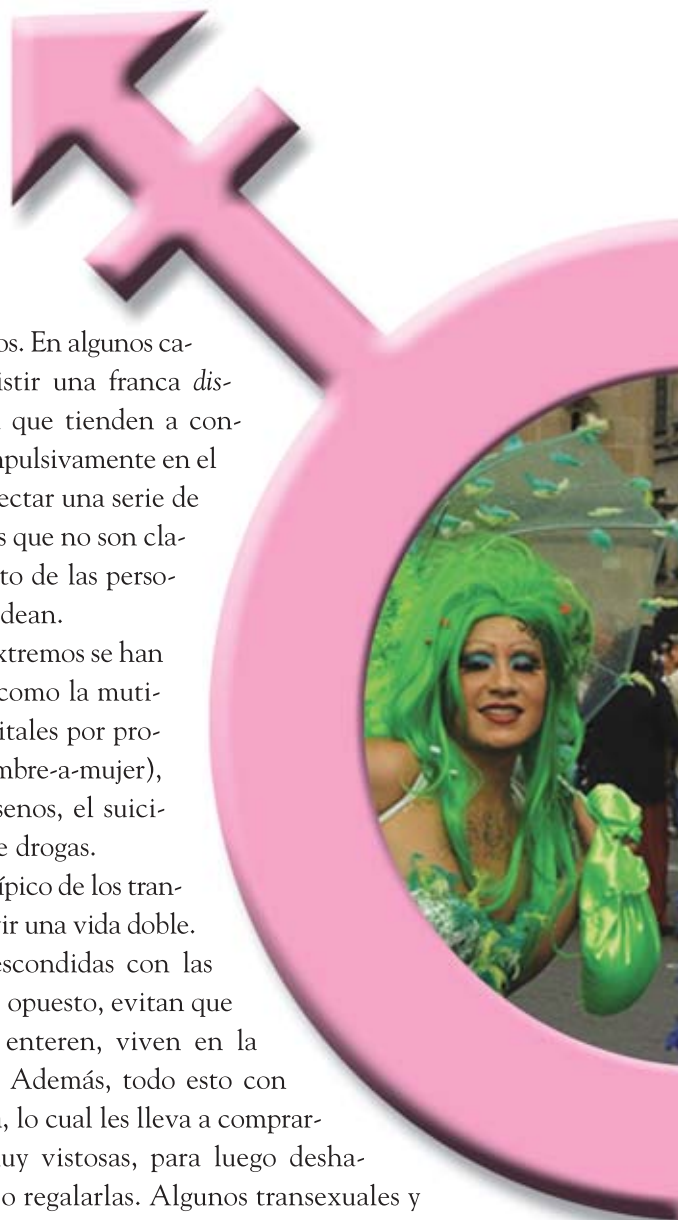 os. En algunos ca-
istir una franca dis-
que tienden a con-
pulsivamente en el
ectar una serie de
s que no son cla-
to de las perso-
dean.
xtremos se han
como la muti-
itales por pro-
mbre-a-mujer),
senos, el suici-
e drogas.
ípico de los tran-
ir una vida doble.
escondidas con las
opuesto, evitan que
enteren, viven en la
Además, todo esto con
, lo cual les lleva a comprar-
uy vistosas, para luego desha-
o regalarlas. Algunos transexuales y